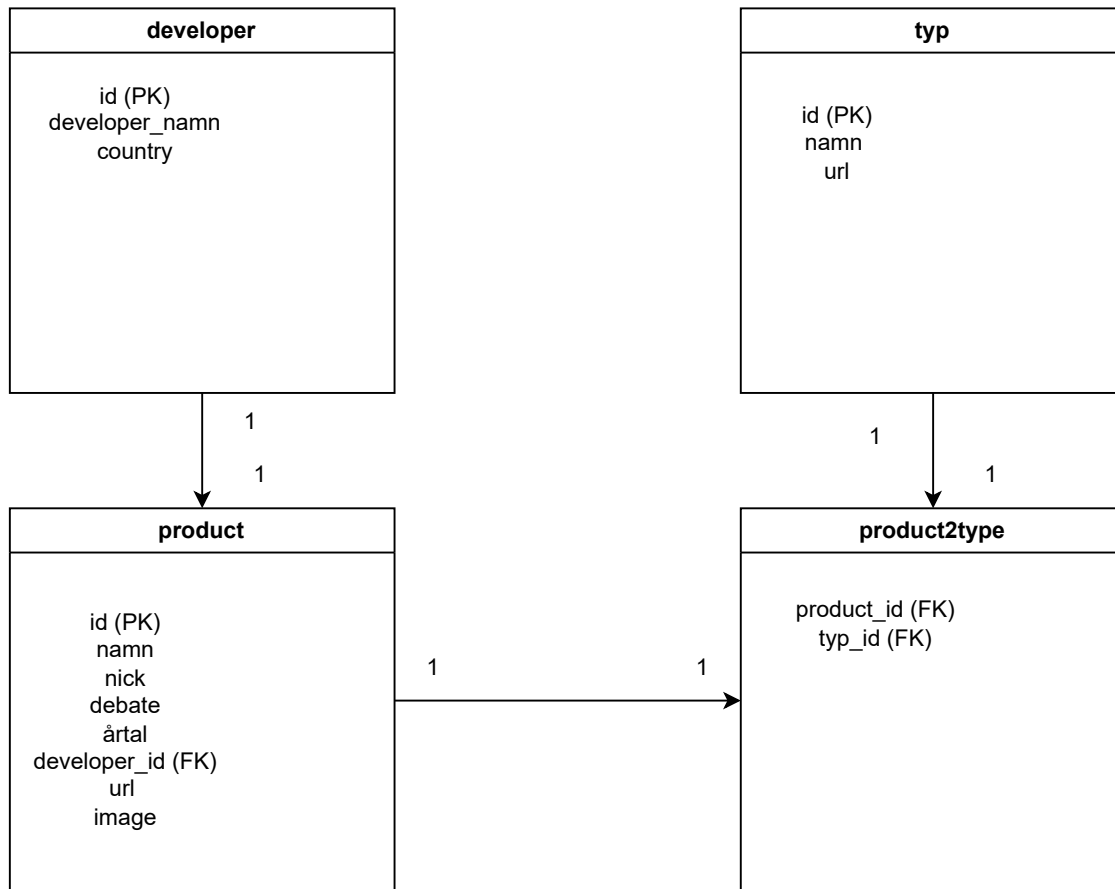 developer
id (PK)
developer_namn
country
typ
id (PK)
namn
url
1
1
1
1
product
id (PK)
namn
nick
debate
årtal
developer_id (FK)
url
image
1
1
product2type
product_id (FK)
typ_id (FK)